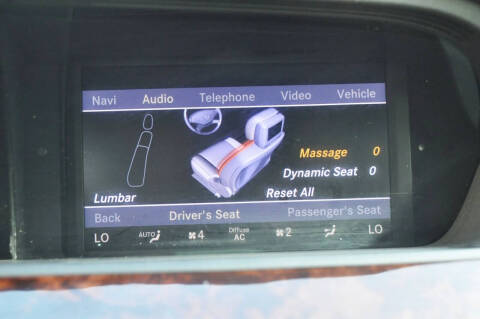 Navi Audio Telephone Video Vehicle
Massage 0
Dynamic Seat 0
Lumbar Reset All
Back Driver's Seat Passenger's Seat
LO AUTO 4 Diffuse AC 2 LO